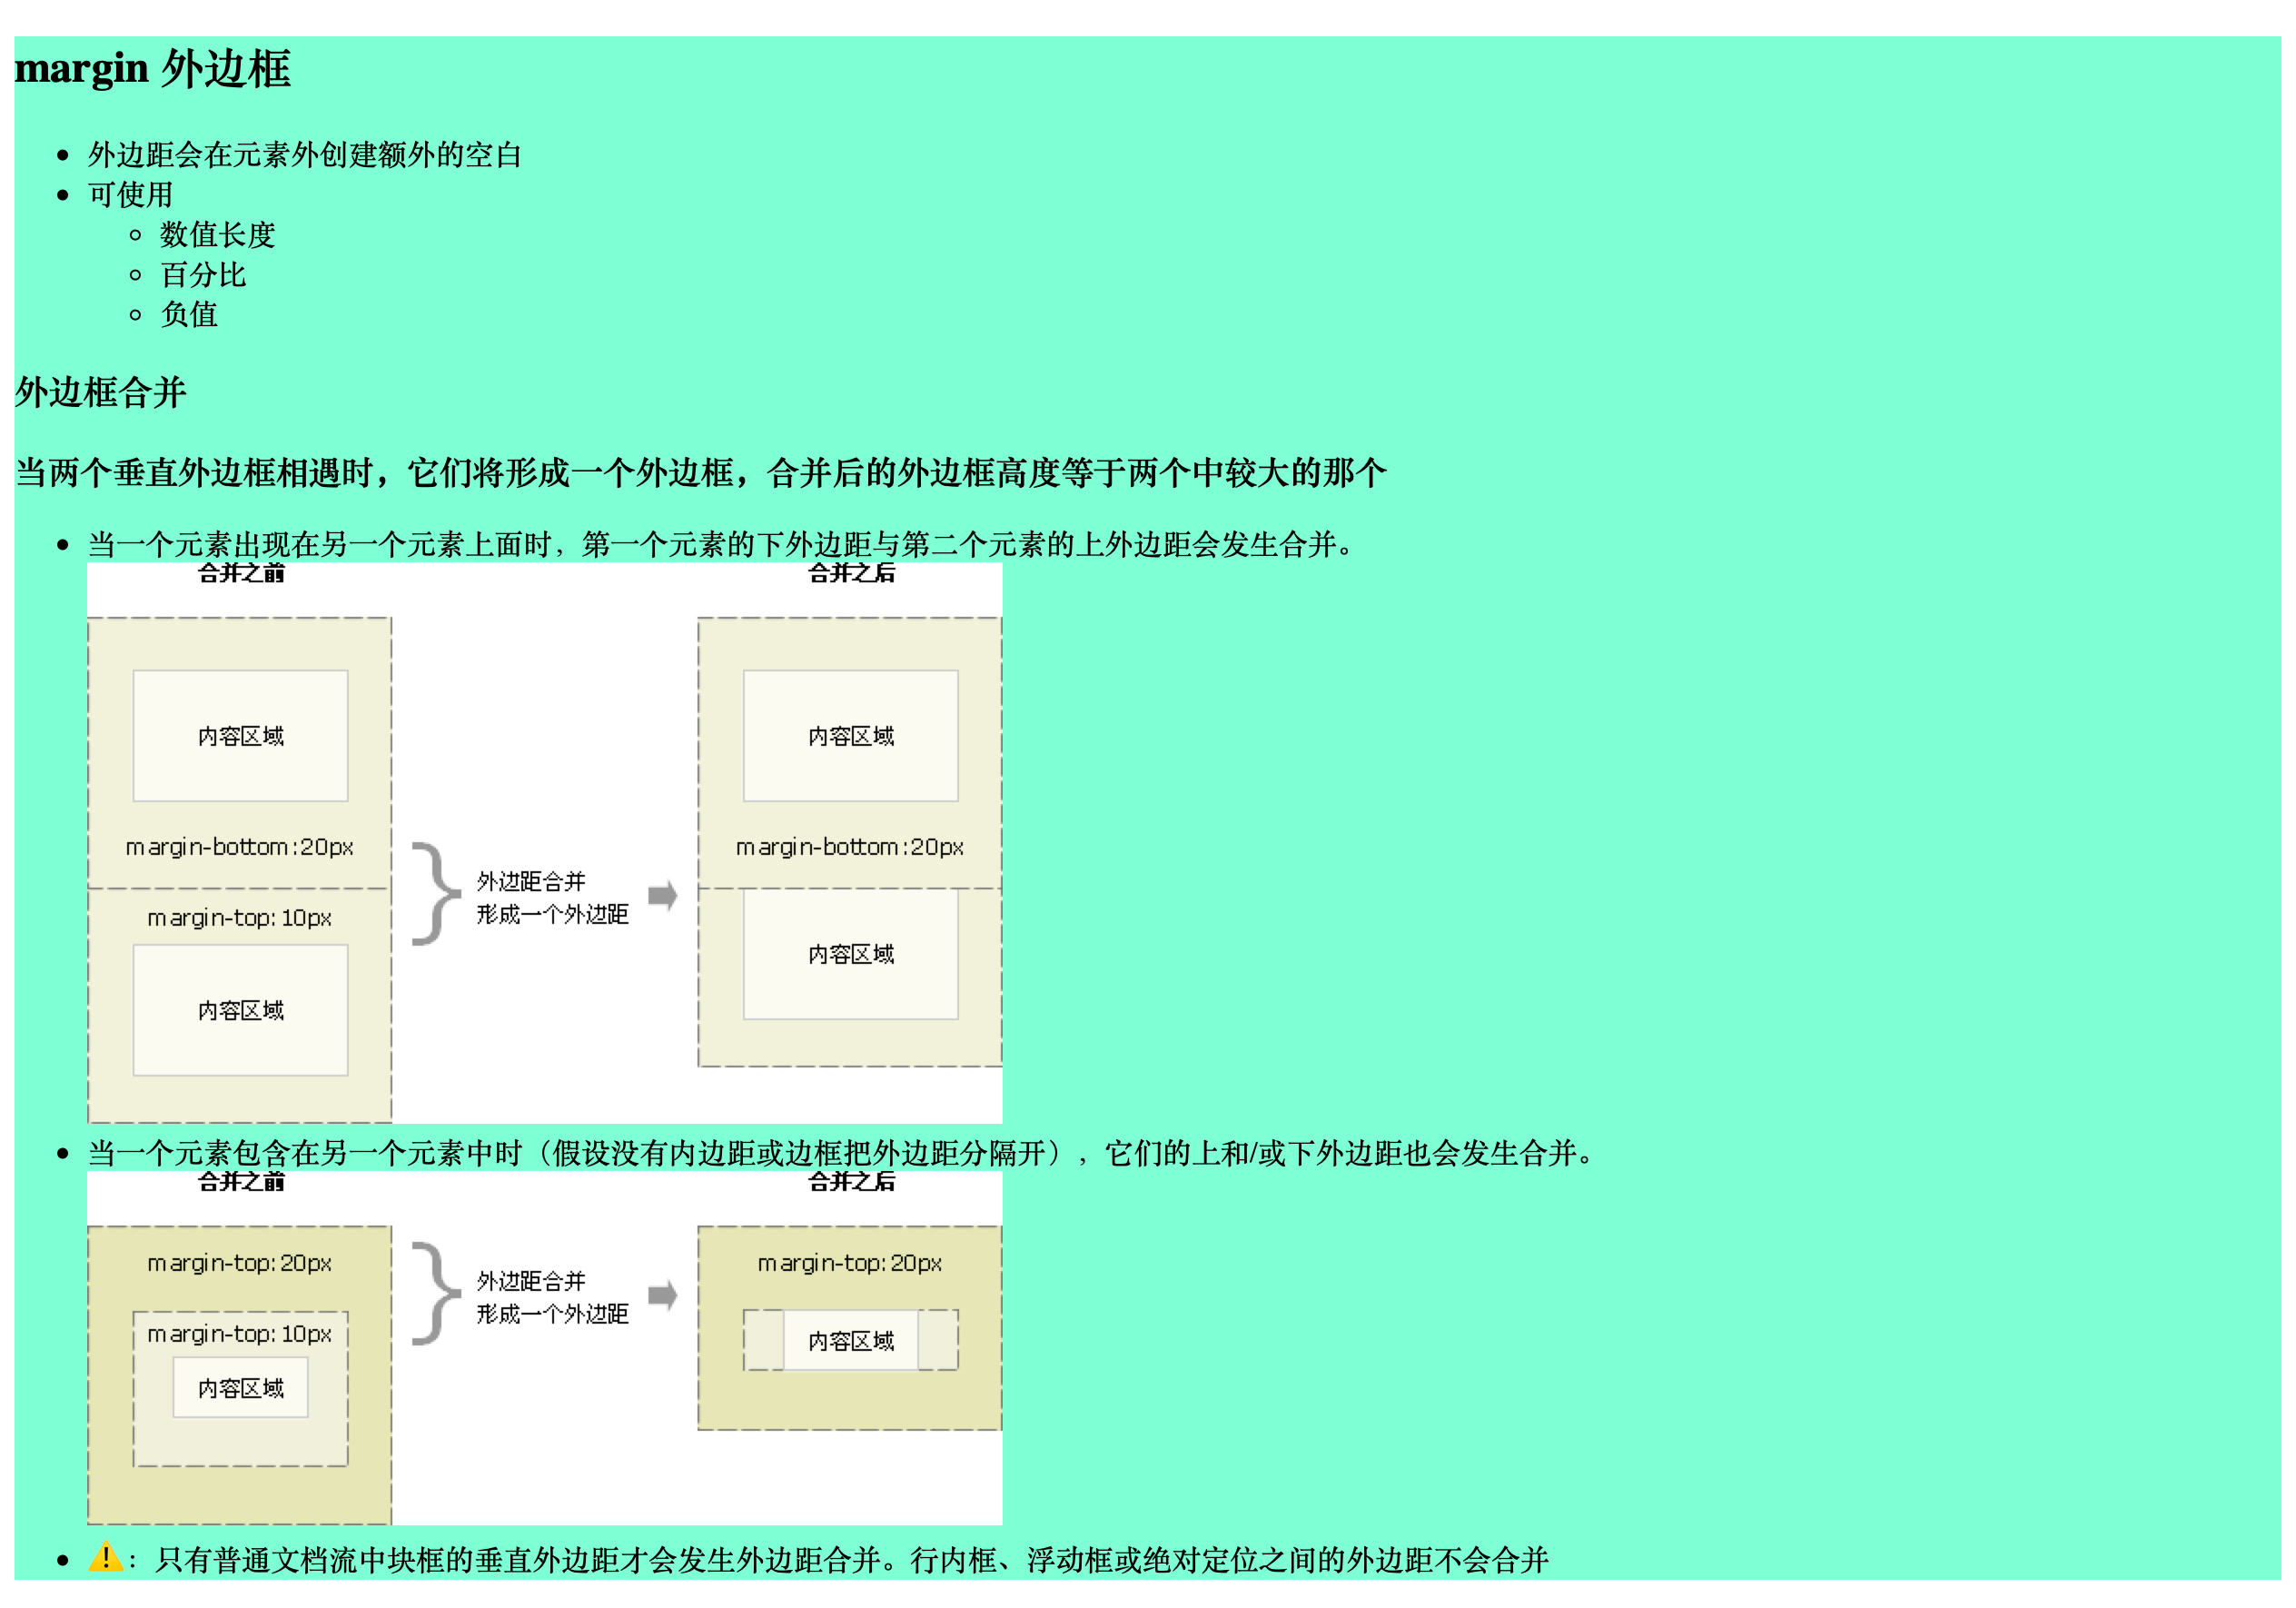 margin 外边框
外边距会在元素外创建额外的空白
可使用
数值长度
百分比
负值
外边框合并
当两个垂直外边框相遇时，它们将形成一个外边框，合并后的外边框高度等于两个中较大的那个
当一个元素出现在另一个元素上面时，第一个元素的下外边距与第二个元素的上外边距会发生合并。
合并之前
合并之后
内容区域
内容区域
margin-bottom:20px
margin-bottom:20px
外边距合并
形成一个外边距
margin-top:10px
内容区域
内容区域
当一个元素包含在另一个元素中时（假设没有内边距或边框把外边距分隔开），它们的上和/或下外边距也会发生合并。
合并之前
合并之后
margin-top:20px
margin-top:20px
外边距合并
形成一个外边距
margin-top:10px
内容区域
内容区域
⚠️：只有普通文档流中块框的垂直外边距才会发生外边距合并。行内框、浮动框或绝对定位之间的外边距不会合并